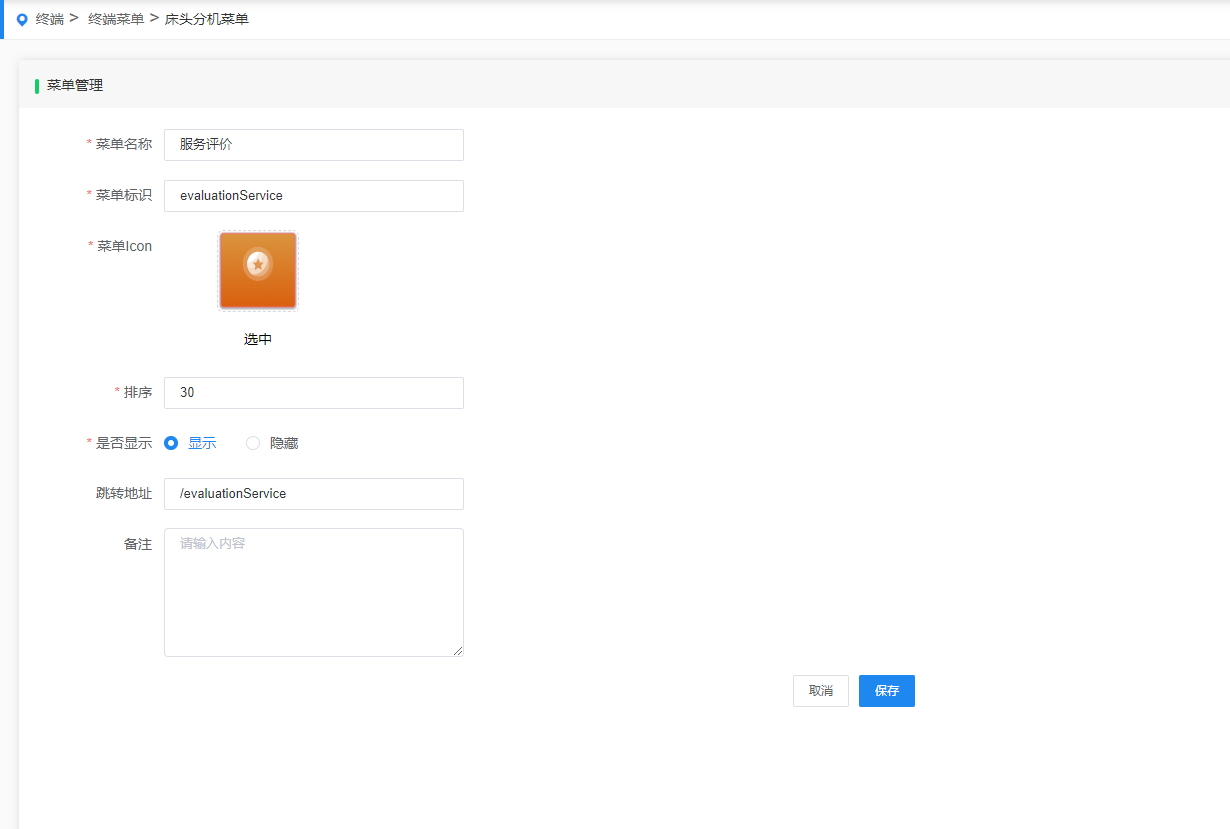 终端 > 终端菜单 > 床头分机菜单
菜单管理
* 菜单名称 服务评价
* 菜单标识 evaluationService
* 菜单Icon
选中
* 排序 30
* 是否显示 显示 隐藏
跳转地址 /evaluationService
备注 请输入内容
取消 保存